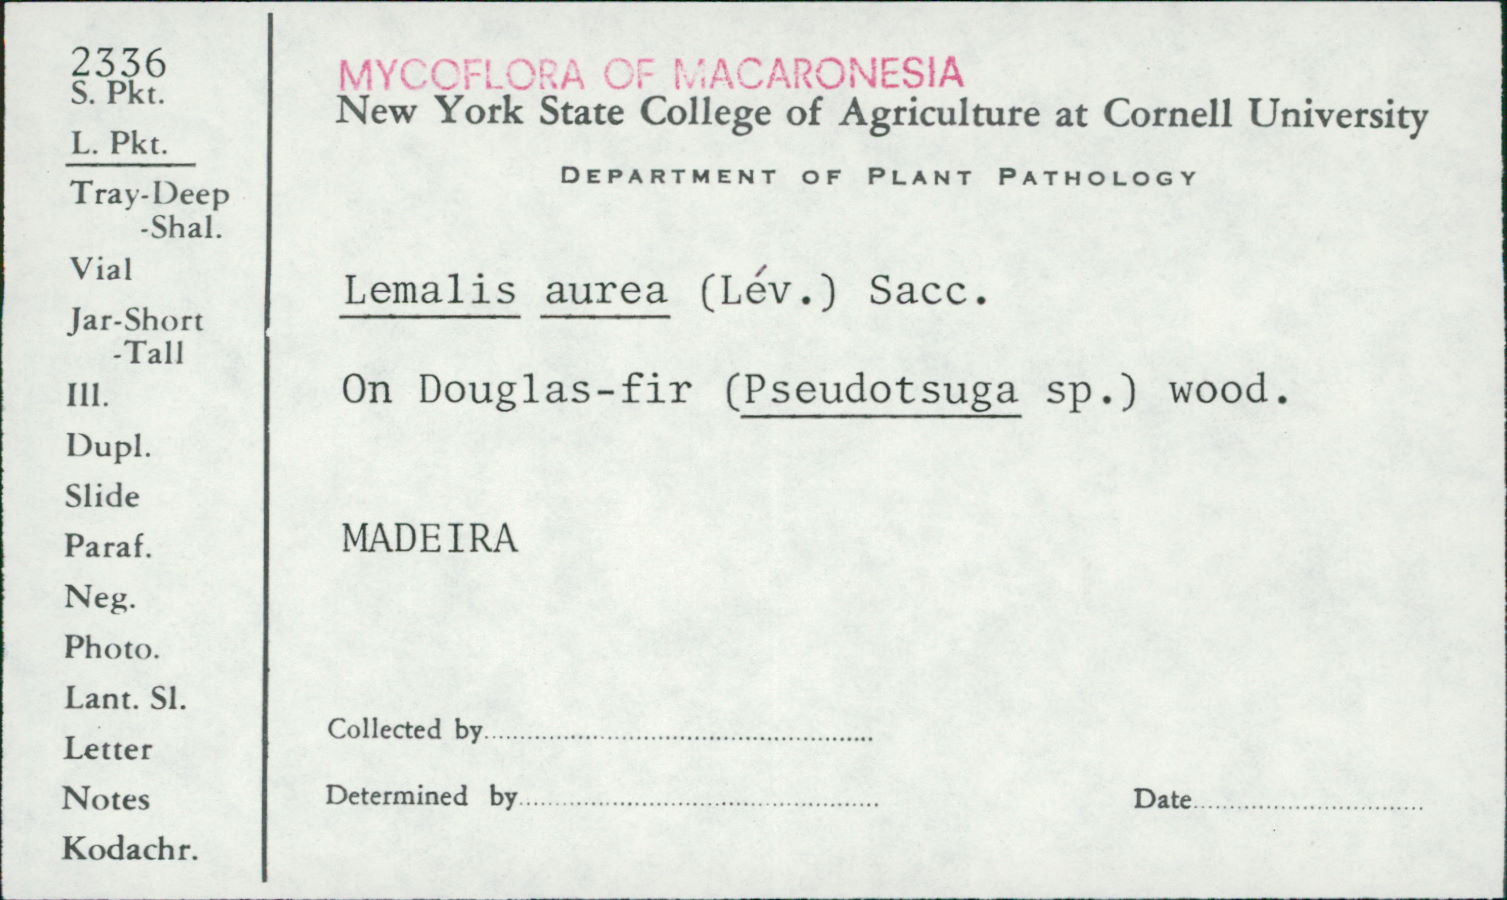 2336
S. Pkt.
L. Pkt.
Tray-Deep
-Shal.
Vial
Jar-Short
-Tall
Ill.
Dupl.
Slide
Paraf.
Neg.
Photo.
Lant. Sl.
Letter
Notes
Kodachr.
MYCOFLORA OF MACARONESIA
New York State College of Agriculture at Cornell University
DEPARTMENT OF PLANT PATHOLOGY
Lemalis aurea (Lév.) Sacc.
On Douglas-fir (Pseudotsuga sp.) wood.
MADEIRA
Collected by
Determined by
Date